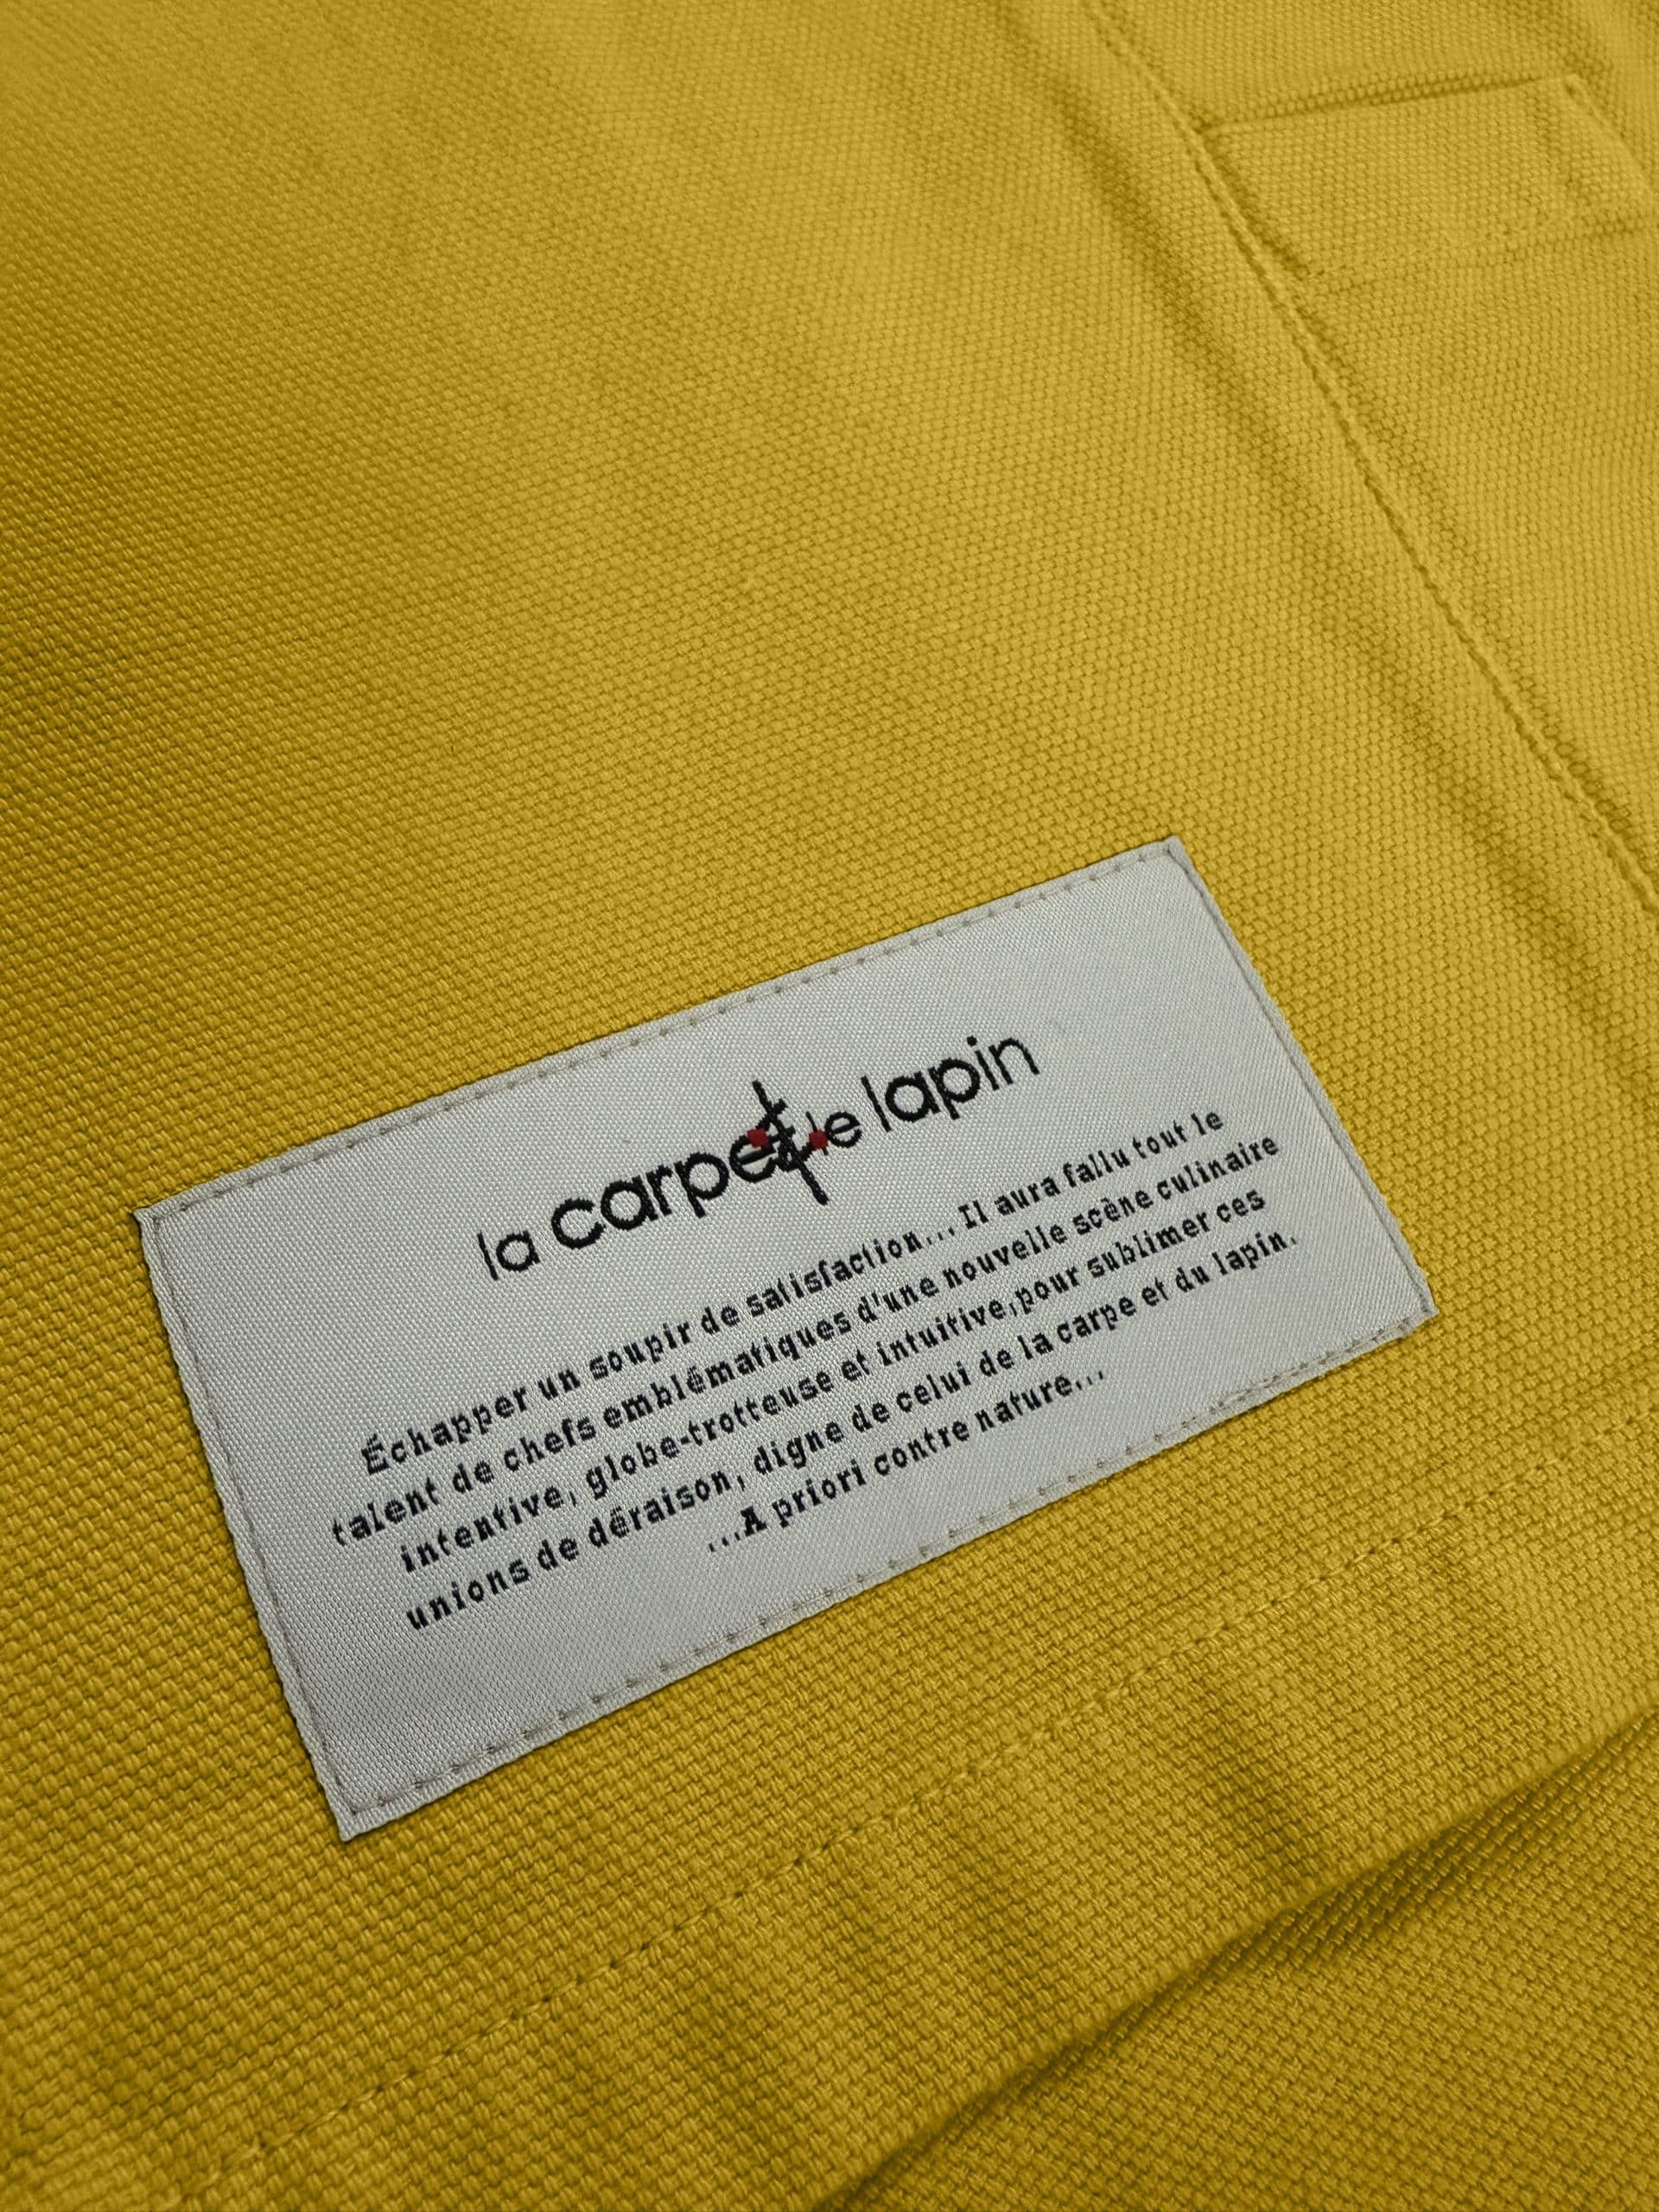 la carpe & le lapin
Échapper un soupir de satisfaction... Il aura fallu tout le
talent de chefs emblématiques d'une nouvelle scène culinaire
intentive, globe-trotteuse et intuitive,pour sublimer ces
unions de déraison, digne de celui de la carpe et du lapin.
...A priori contre nature...